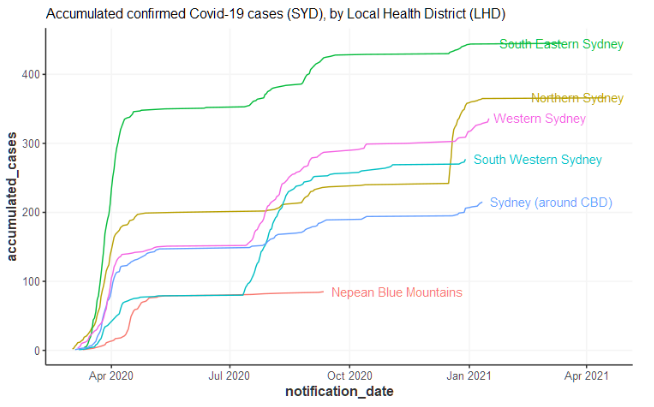 Accumulated confirmed Covid-19 cases (SYD), by Local Health District (LHD)
accumulated_cases
400
300
200
100
0
South Eastern Sydney
Northern Sydney
Western Sydney
South Western Sydney
Sydney (around CBD)
Nepean Blue Mountains
Apr 2020
Jul 2020
Oct 2020
Jan 2021
Apr 2021
notification_date